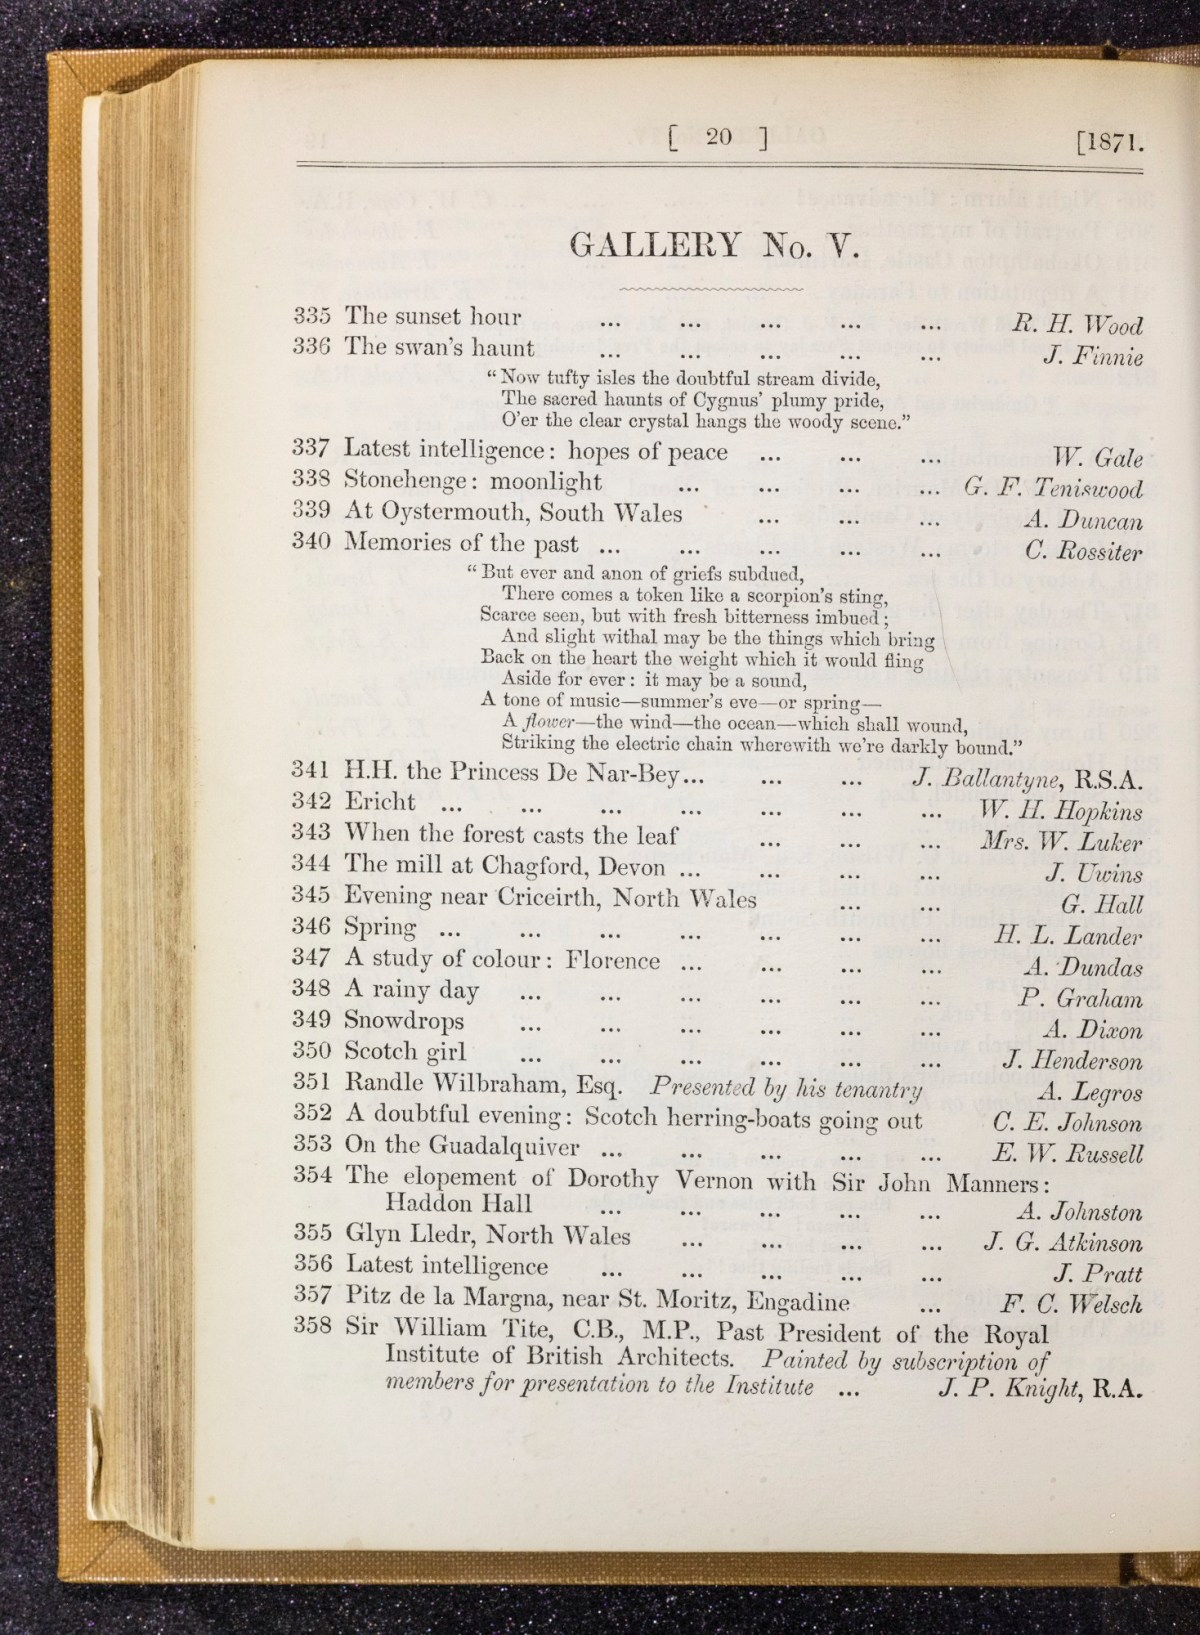 [ 20 ] [1871.
GALLERY No. V.
335 The sunset hour ... ... ... ... ... R. H. Wood
336 The swan's haunt ... ... ... ... ... J. Finnie
“Now tufty isles the doubtful stream divide,
The sacred haunts of Cygnus' plumy pride,
O'er the clear crystal hangs the woody scene.”
337 Latest intelligence: hopes of peace ... ... ... W. Gale
338 Stonehenge: moonlight ... ... ... ... G. F. Teniswood
339 At Oystermouth, South Wales ... ... ... A. Duncan
340 Memories of the past ... ... ... ... ... C. Rossiter
“But ever and anon of griefs subdued,
There comes a token like a scorpion's sting,
Scarce seen, but with fresh bitterness imbued;
And slight withal may be the things which bring
Back on the heart the weight which it would fling
Aside for ever: it may be a sound,
A tone of music—summer's eve—or spring—
A flower—the wind—the ocean—which shall wound,
Striking the electric chain wherewith we're darkly bound.”
341 H.H. the Princess De Nar-Bey... ... ... J. Ballantyne, R.S.A.
342 Ericht ... ... ... ... ... ... ... W. H. Hopkins
343 When the forest casts the leaf ... ... ... Mrs. W. Luker
344 The mill at Chagford, Devon ... ... ... ... J. Uwins
345 Evening near Criceirth, North Wales ... ... G. Hall
346 Spring ... ... ... ... ... ... ... H. L. Lander
347 A study of colour: Florence ... ... ... ... A. Dundas
348 A rainy day ... ... ... ... ... ... P. Graham
349 Snowdrops ... ... ... ... ... ... A. Dixon
350 Scotch girl ... ... ... ... ... ... J. Henderson
351 Randle Wilbraham, Esq. Presented by his tenantry A. Legros
352 A doubtful evening: Scotch herring-boats going out C. E. Johnson
353 On the Guadalquiver ... ... ... ... ... E. W. Russell
354 The elopement of Dorothy Vernon with Sir John Manners:
Haddon Hall ... ... ... ... ... A. Johnston
355 Glyn Lledr, North Wales ... ... ... ... J. G. Atkinson
356 Latest intelligence ... ... ... ... ... J. Pratt
357 Pitz de la Margna, near St. Moritz, Engadine ... F. C. Welsch
358 Sir William Tite, C.B., M.P., Past President of the Royal
Institute of British Architects. Painted by subscription of
members for presentation to the Institute ... J. P. Knight, R.A.